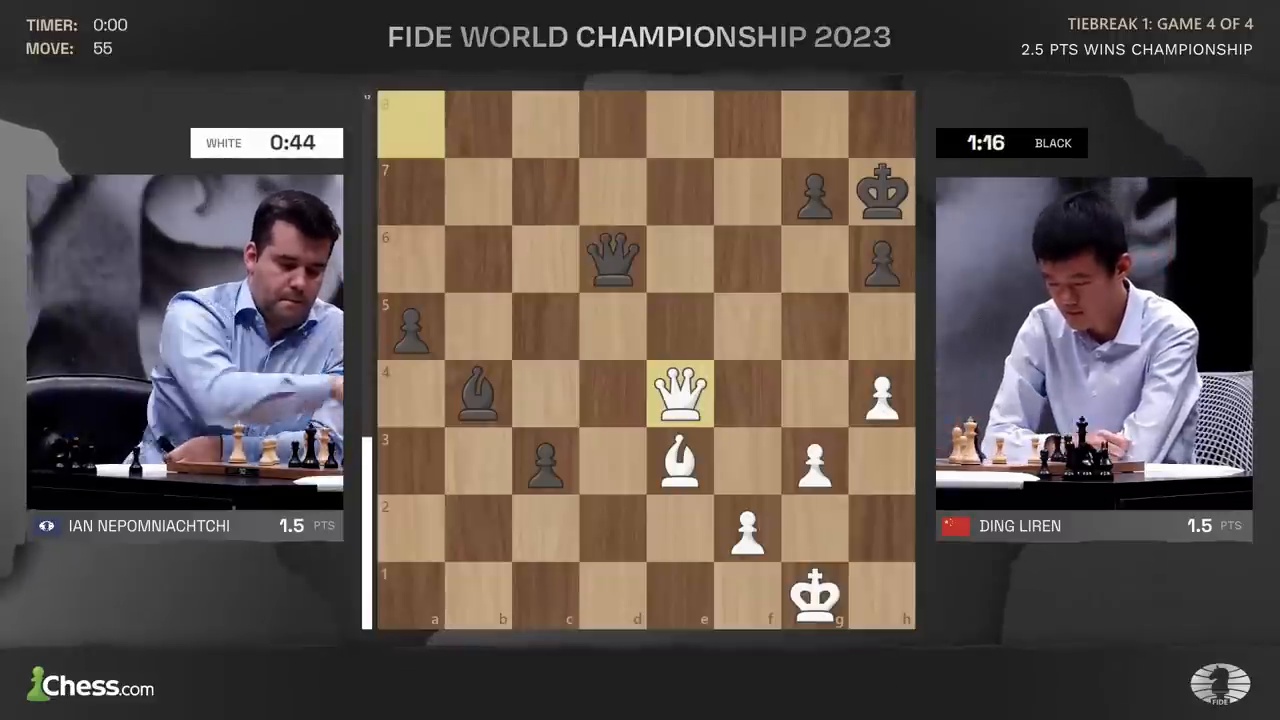 TIMER: 0:00
MOVE: 55
FIDE WORLD CHAMPIONSHIP 2023
TIEBREAK 1: GAME 4 OF 4
2.5 PTS WINS CHAMPIONSHIP
WHITE 0:44
1:16 BLACK
8
7
6
5
4
3
2
1
a b c d e f g h
IAN NEPOMNIACHTCHI 1.5 PTS
DING LIREN 1.5 PTS
Chess.com
FIDE